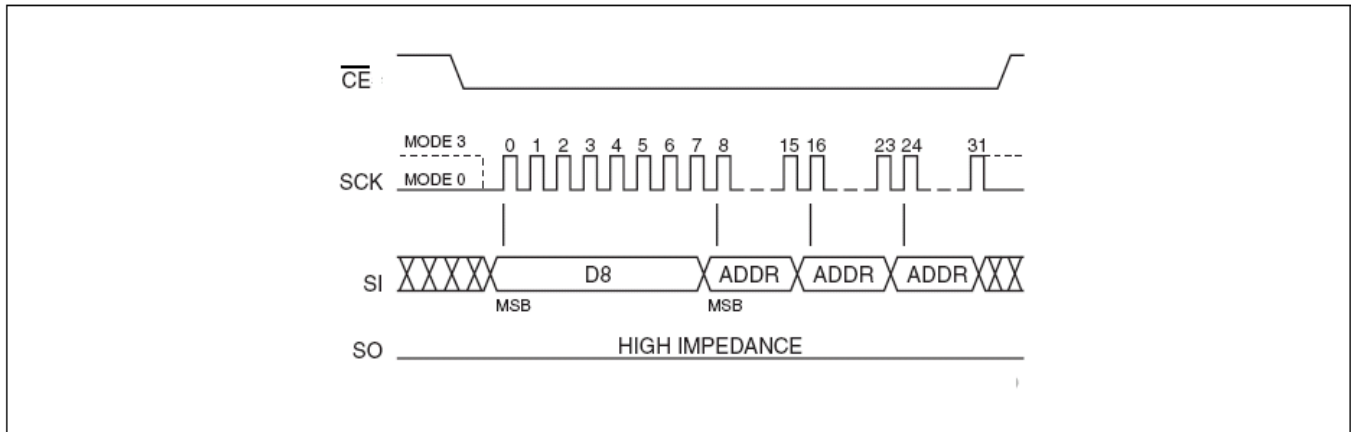 CE
MODE 3
0 1 2 3 4 5 6 7 8 15 16 23 24 31
SCK
MODE 0
SI
D8
ADDR
ADDR
ADDR
MSB
MSB
SO
HIGH IMPEDANCE